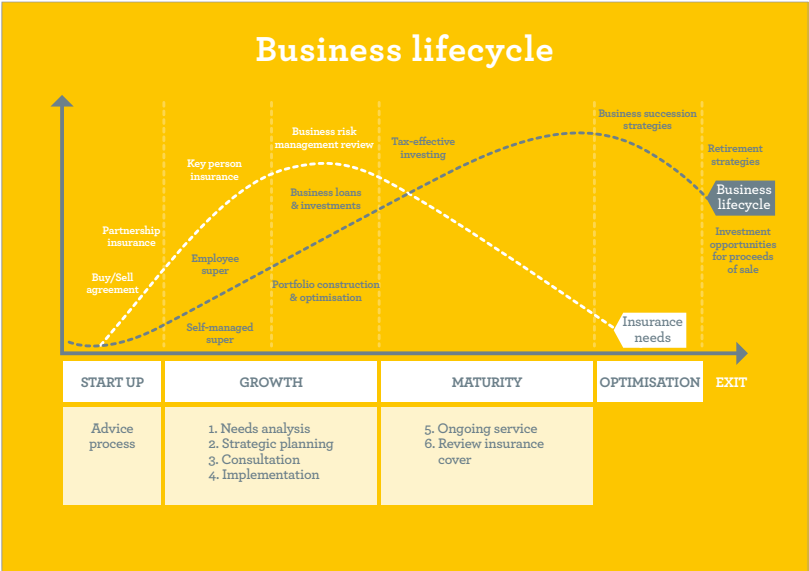 Business lifecycle
Business succession
strategies
Business risk
management review
Tax-effective
investing
Retirement
strategies
Key person
insurance
Business loans
& investments
Business
lifecycle
Partnership
insurance
Investment
opportunities
for proceeds
of sale
Employee
super
Buy/Sell
agreement
Portfolio construction
& optimisation
Self-managed
super
Insurance
needs
START UP
GROWTH
MATURITY
OPTIMISATION
EXIT
Advice
process
1. Needs analysis
2. Strategic planning
3. Consultation
4. Implementation
5. Ongoing service
6. Review insurance
cover